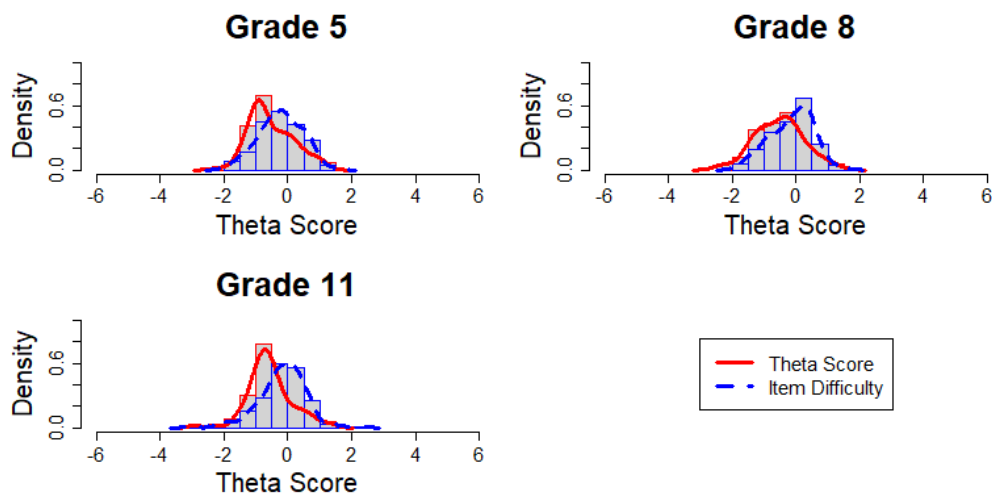 Grade 5
Density
0.0
0.6
-6 -4 -2 0 2 4 6
Theta Score
Grade 8
Density
0.0
0.6
-6 -4 -2 0 2 4 6
Theta Score
Grade 11
Density
0.0
0.6
-6 -4 -2 0 2 4 6
Theta Score
Theta Score
Item Difficulty